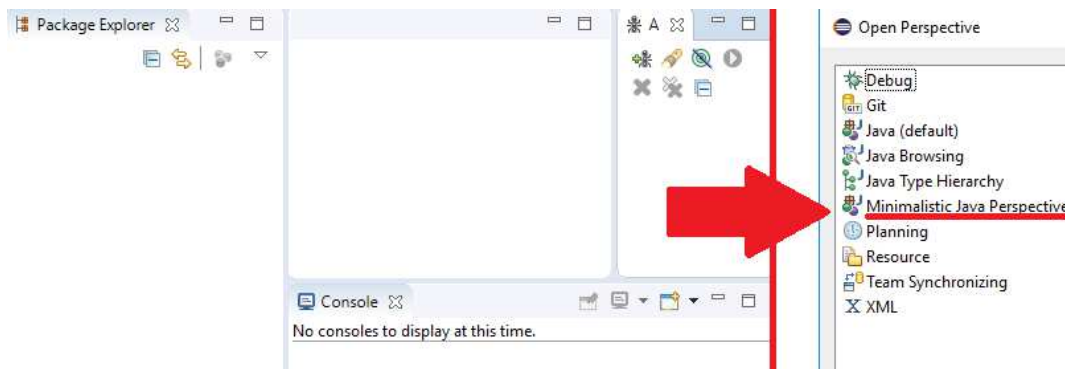 Package Explorer
A
Console
No consoles to display at this time.
Open Perspective
Debug
GIT Git
Java (default)
Java Browsing
Java Type Hierarchy
Minimalistic Java Perspective
Planning
Resource
Team Synchronizing
X XML